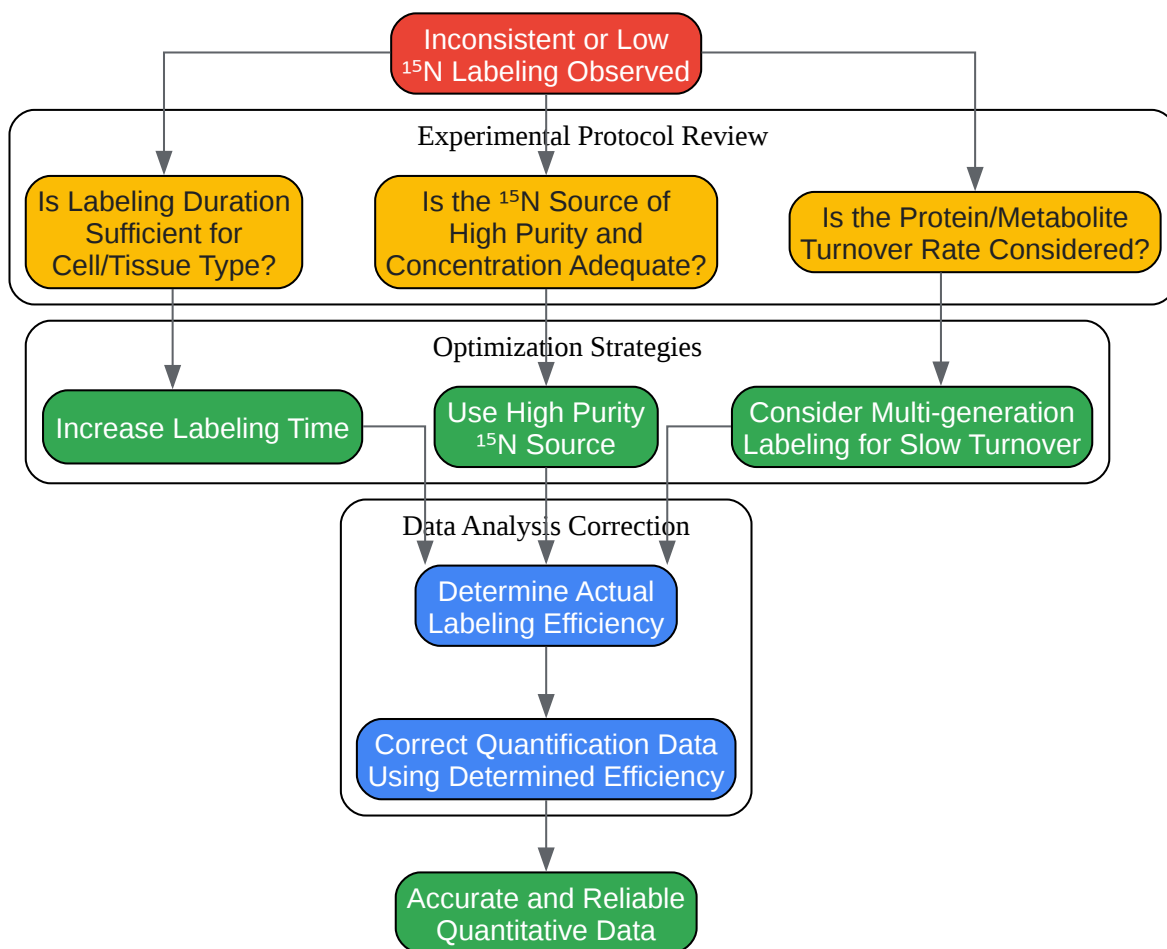 Inconsistent or Low
¹⁵N Labeling Observed
Experimental Protocol Review
Is Labeling Duration
Sufficient for
Cell/Tissue Type?
Is the ¹⁵N Source of
High Purity and
Concentration Adequate?
Is the Protein/Metabolite
Turnover Rate Considered?
Optimization Strategies
Increase Labeling Time
Use High Purity
¹⁵N Source
Consider Multi-generation
Labeling for Slow Turnover
Data Analysis Correction
Determine Actual
Labeling Efficiency
Correct Quantification Data
Using Determined Efficiency
Accurate and Reliable
Quantitative Data